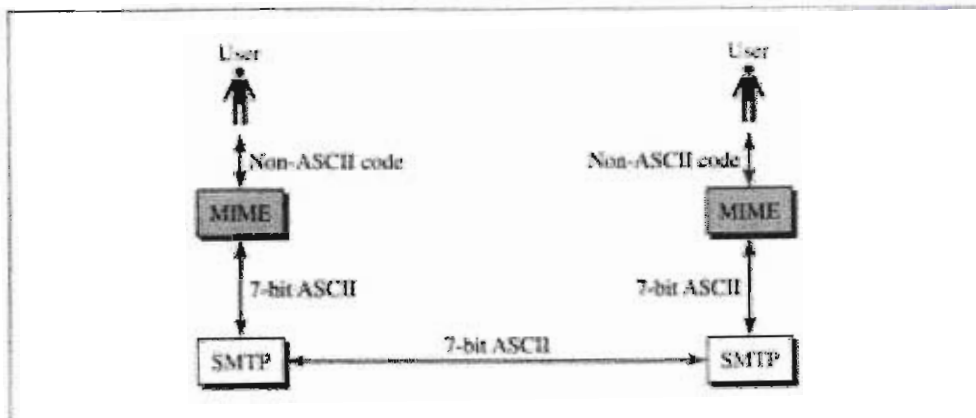 User User
Non-ASCII code Non-ASCII code
MIME MIME
7-bit ASCII 7-bit ASCII
7-bit ASCII
SMTP SMTP